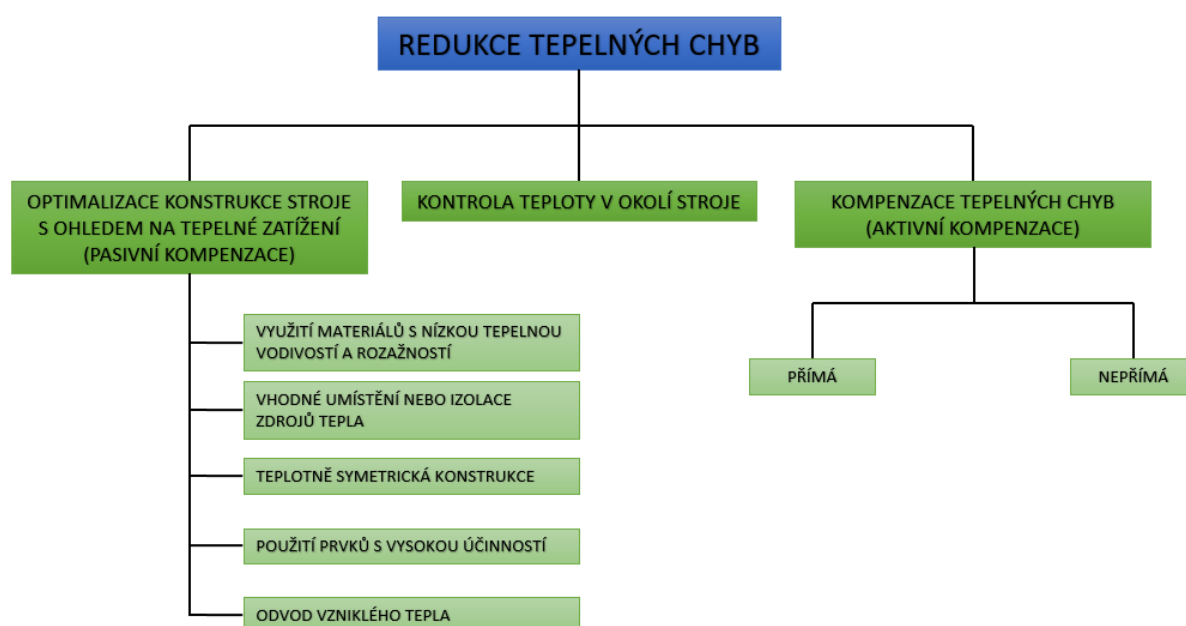 REDUKCE TEPELNÝCH CHYB
OPTIMALIZACE KONSTRUKCE STROJE
S OHLEDEM NA TEPELNÉ ZATÍŽENÍ
(PASIVNÍ KOMPENZACE)
KONTROLA TEPLOTY V OKOLÍ STROJE
KOMPENZACE TEPELNÝCH CHYB
(AKTIVNÍ KOMPENZACE)
VYUŽITÍ MATERIÁLŮ S NÍZKOU TEPELNOU
VODIVOSTÍ A ROZAŽNOSTÍ
VHODNÉ UMÍSTĚNÍ NEBO IZOLACE
ZDROJŮ TEPLA
TEPLOTNĚ SYMETRICKÁ KONSTRUKCE
POUŽITÍ PRVKŮ S VYSOKOU ÚČINNOSTÍ
ODVOD VZNIKLÉHO TEPLA
PŘÍMÁ
NEPŘÍMÁ